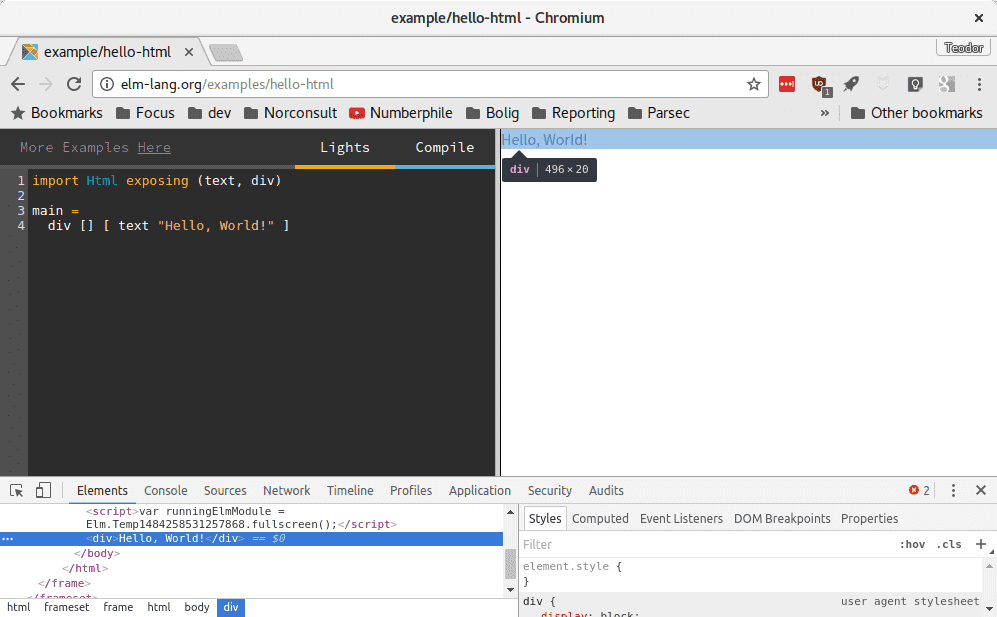 example/hello-html - Chromium
example/hello-html
Teodor
elm-lang.org/examples/hello-html
1
Bookmarks Focus dev Norconsult Numberphile Bolig Reporting Parsec » Other bookmarks
More Examples Here Lights Compile
Hello, World!
div 496 × 20
1 import Html exposing (text, div)
2
3 main =
4 div [] [ text "Hello, World!" ]
Elements Console Sources Network Timeline Profiles Application Security Audits 2
<script>var runningElmModule =
Elm.Temp1484258531257868.fullscreen();</script>
<div>Hello, World!</div> == $0
</body>
</html>
</frame>
</frameset>
html frameset frame html body div
Styles Computed Event Listeners DOM Breakpoints Properties
Filter :hov .cls +
element.style {
}
div { user agent stylesheet
display: block;